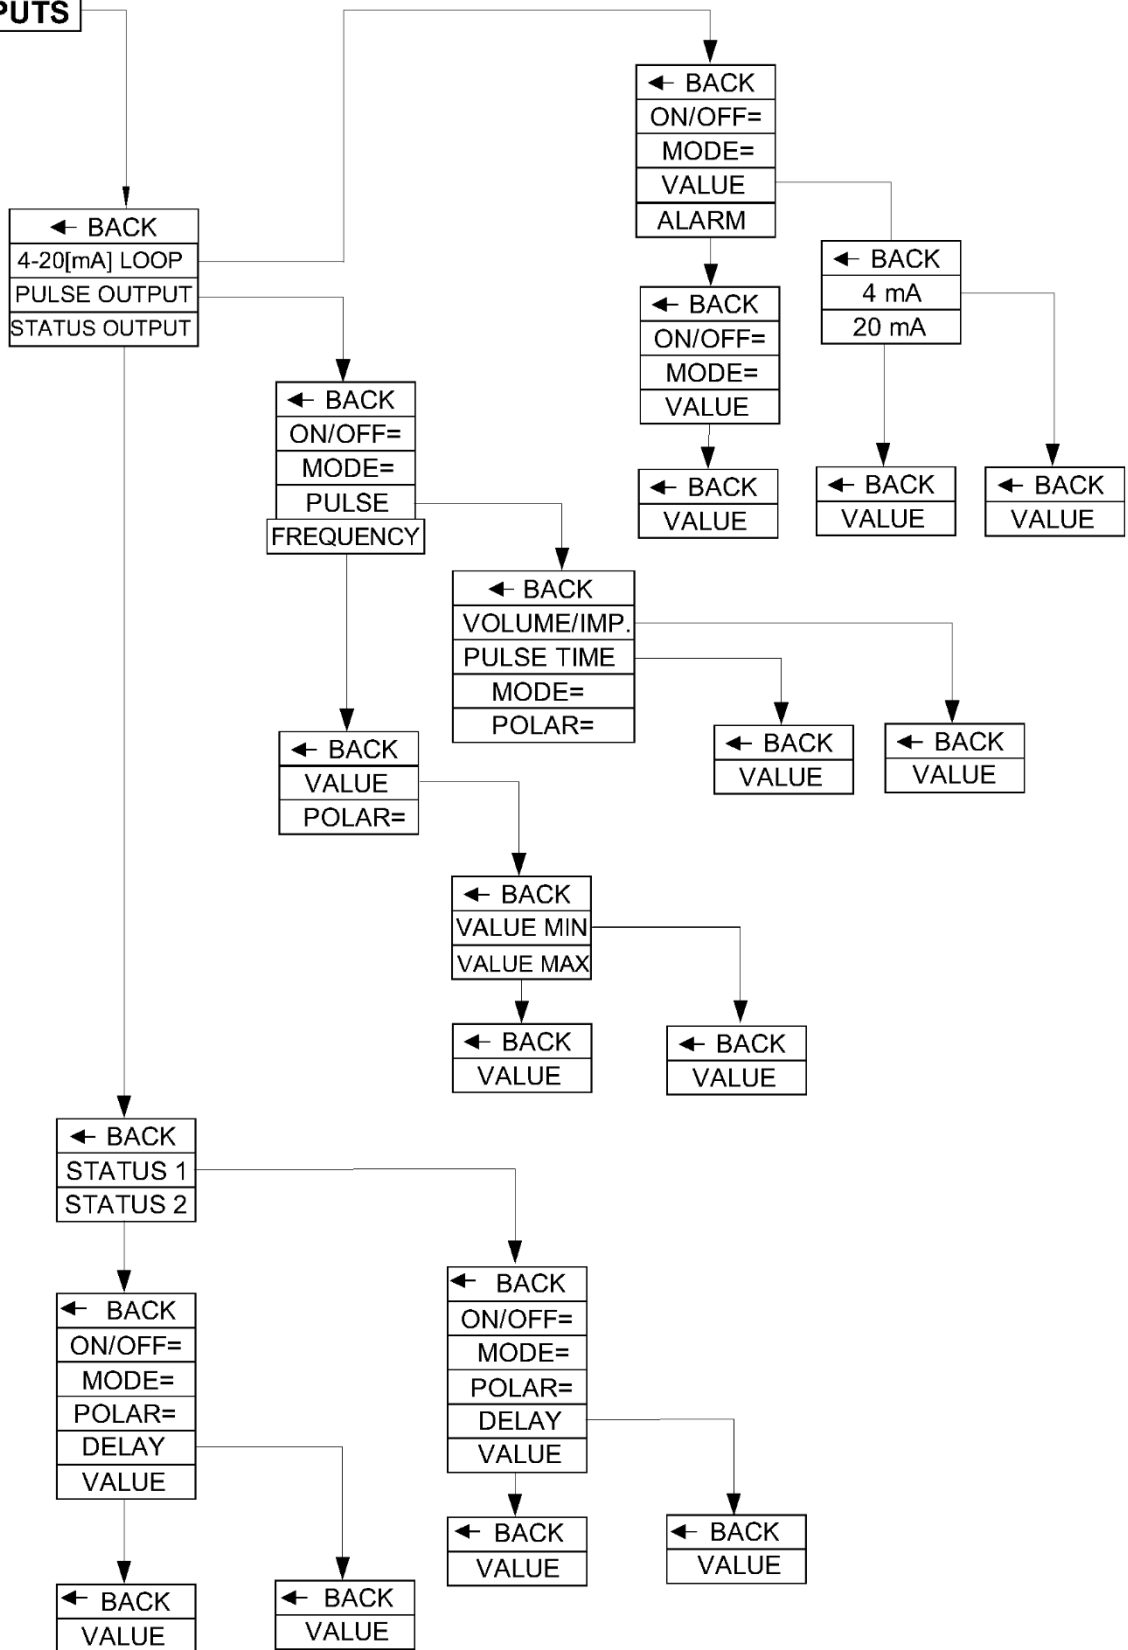 PUTS
← BACK
4-20[mA] LOOP
PULSE OUTPUT
STATUS OUTPUT
← BACK
ON/OFF=
MODE=
VALUE
ALARM
← BACK
4 mA
20 mA
← BACK
ON/OFF=
MODE=
VALUE
← BACK
VALUE
← BACK
VALUE
← BACK
VALUE
← BACK
ON/OFF=
MODE=
PULSE
FREQUENCY
← BACK
VOLUME/IMP.
PULSE TIME
MODE=
POLAR=
← BACK
VALUE
← BACK
VALUE
← BACK
VALUE
POLAR=
← BACK
VALUE MIN
VALUE MAX
← BACK
VALUE
← BACK
VALUE
← BACK
STATUS 1
STATUS 2
← BACK
ON/OFF=
MODE=
POLAR=
DELAY
VALUE
← BACK
ON/OFF=
MODE=
POLAR=
DELAY
VALUE
← BACK
VALUE
← BACK
VALUE
← BACK
VALUE
← BACK
VALUE